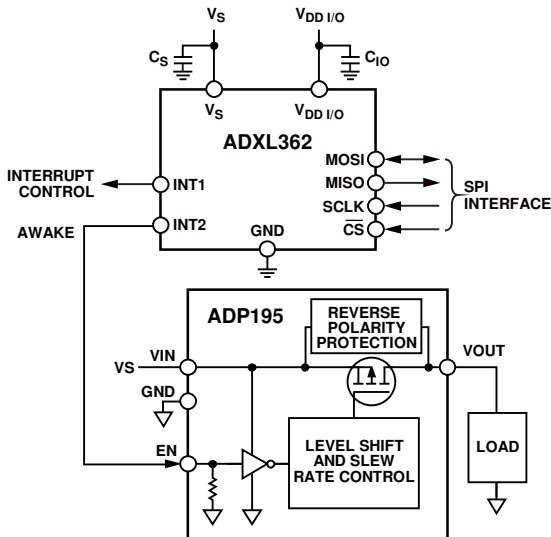 VS
VDD I/O
CS
CIO
VS
VDD I/O
ADXL362
MOSI
MISO
SCLK
CS
SPI
INTERFACE
INTERRUPT
CONTROL
INT1
INT2
AWAKE
GND
ADP195
REVERSE
POLARITY
PROTECTION
VS
VIN
VOUT
GND
EN
LEVEL SHIFT
AND SLEW
RATE CONTROL
LOAD